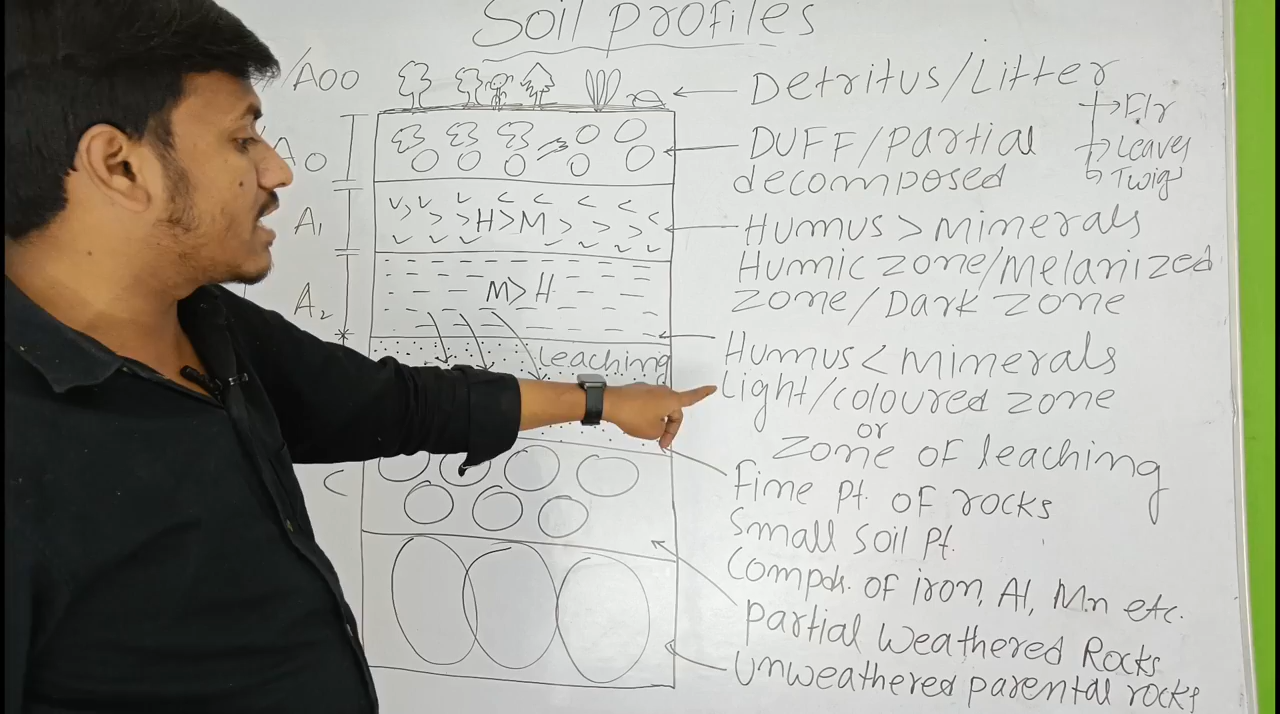 Soil profiles
/A00
Detritus/Litter
Flr
Leaves
Twigs
A0
DUFF/Partial
decomposed
A1
H>M
Humus > minerals
Humic zone/Melanized
zone/Dark zone
A2
M>H
leaching
Humus < minerals
Light/coloured zone
or
zone of leaching
C
Fine Pt. of rocks
Small soil Pt.
Compds. of iron, Al, Mn etc.
Partial weathered Rocks
Unweathered parental rocks